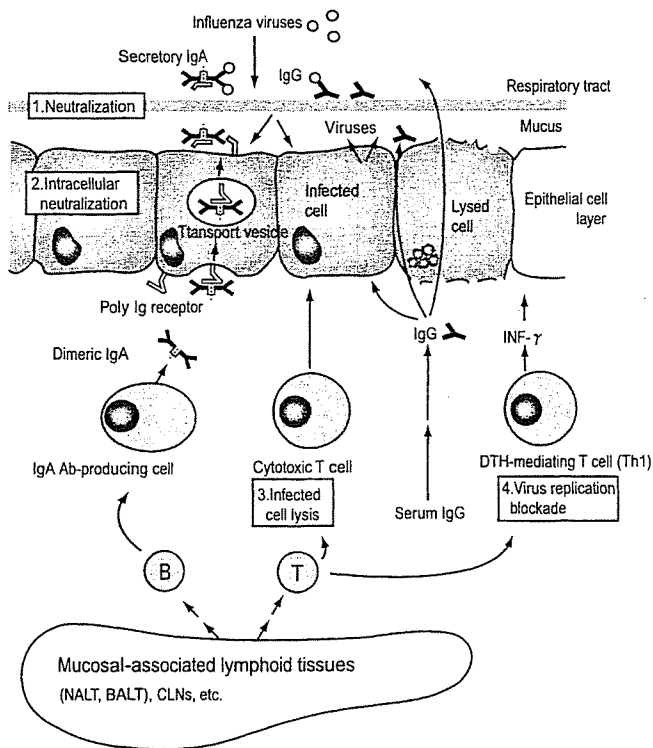 Influenza viruses
Secretory IgA
IgG
Respiratory tract
1.Neutralization
Mucus
Viruses
2.Intracellular
neutralization
Infected
cell
Lysed
cell
Epithelial cell
layer
Ttansport vesicle
Poly Ig receptor
IgG
INF-γ
Dimeric IgA
IgA Ab-producing cell
Cytotoxic T cell
DTH-mediating T cell (Th1)
3.Infected
cell lysis
Serum IgG
4.Virus replication
blockade
B
T
Mucosal-associated lymphoid tissues
(NALT, BALT), CLNs, etc.